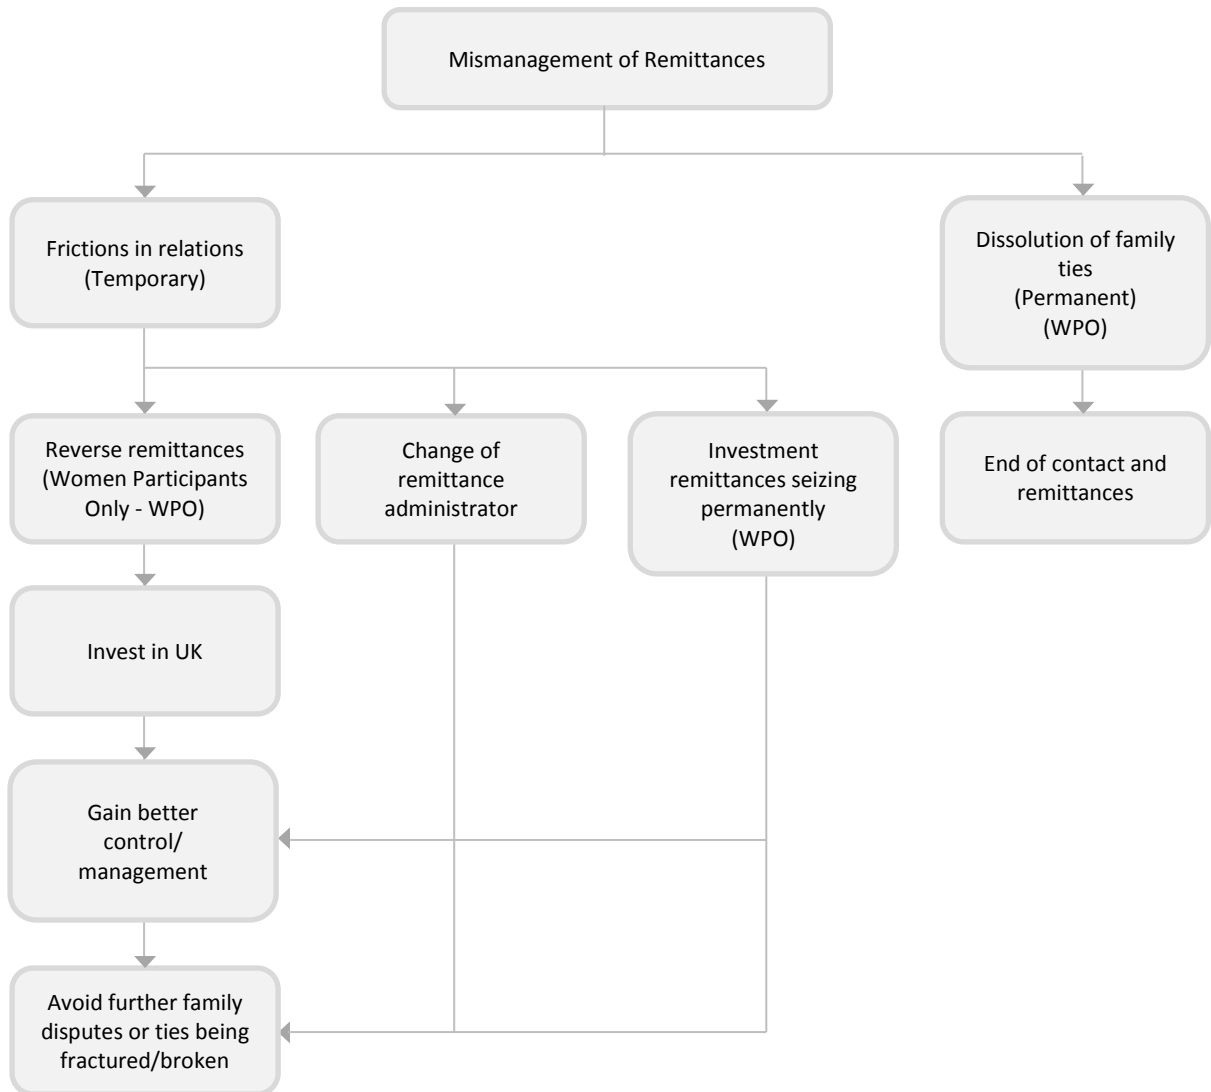 Mismanagement of Remittances
Frictions in relations
(Temporary)
Dissolution of family
ties
(Permanent)
(WPO)
Reverse remittances
(Women Participants
Only - WPO)
Change of
remittance
administrator
Investment
remittances seizing
permanently
(WPO)
End of contact and
remittances
Invest in UK
Gain better
control/
management
Avoid further family
disputes or ties being
fractured/broken